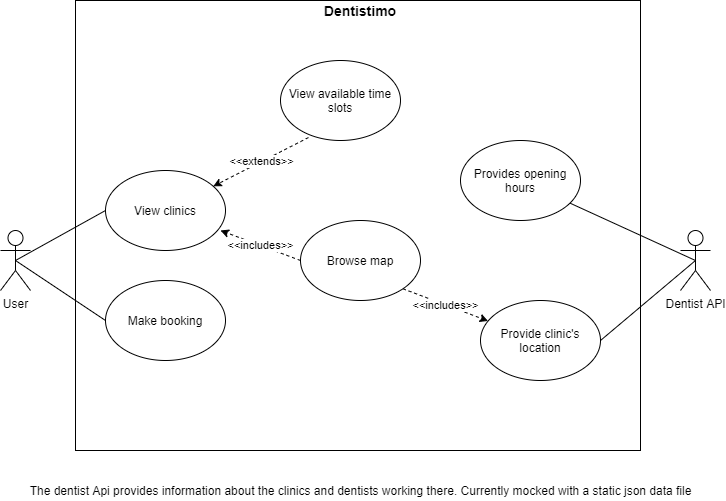 Dentistimo
View available time
slots
<<extends>>
Provides opening
hours
View clinics
<<includes>>
Browse map
User
Dentist API
<<includes>>
Make booking
Provide clinic's
location
The dentist Api provides information about the clinics and dentists working there. Currently mocked with a static json data file